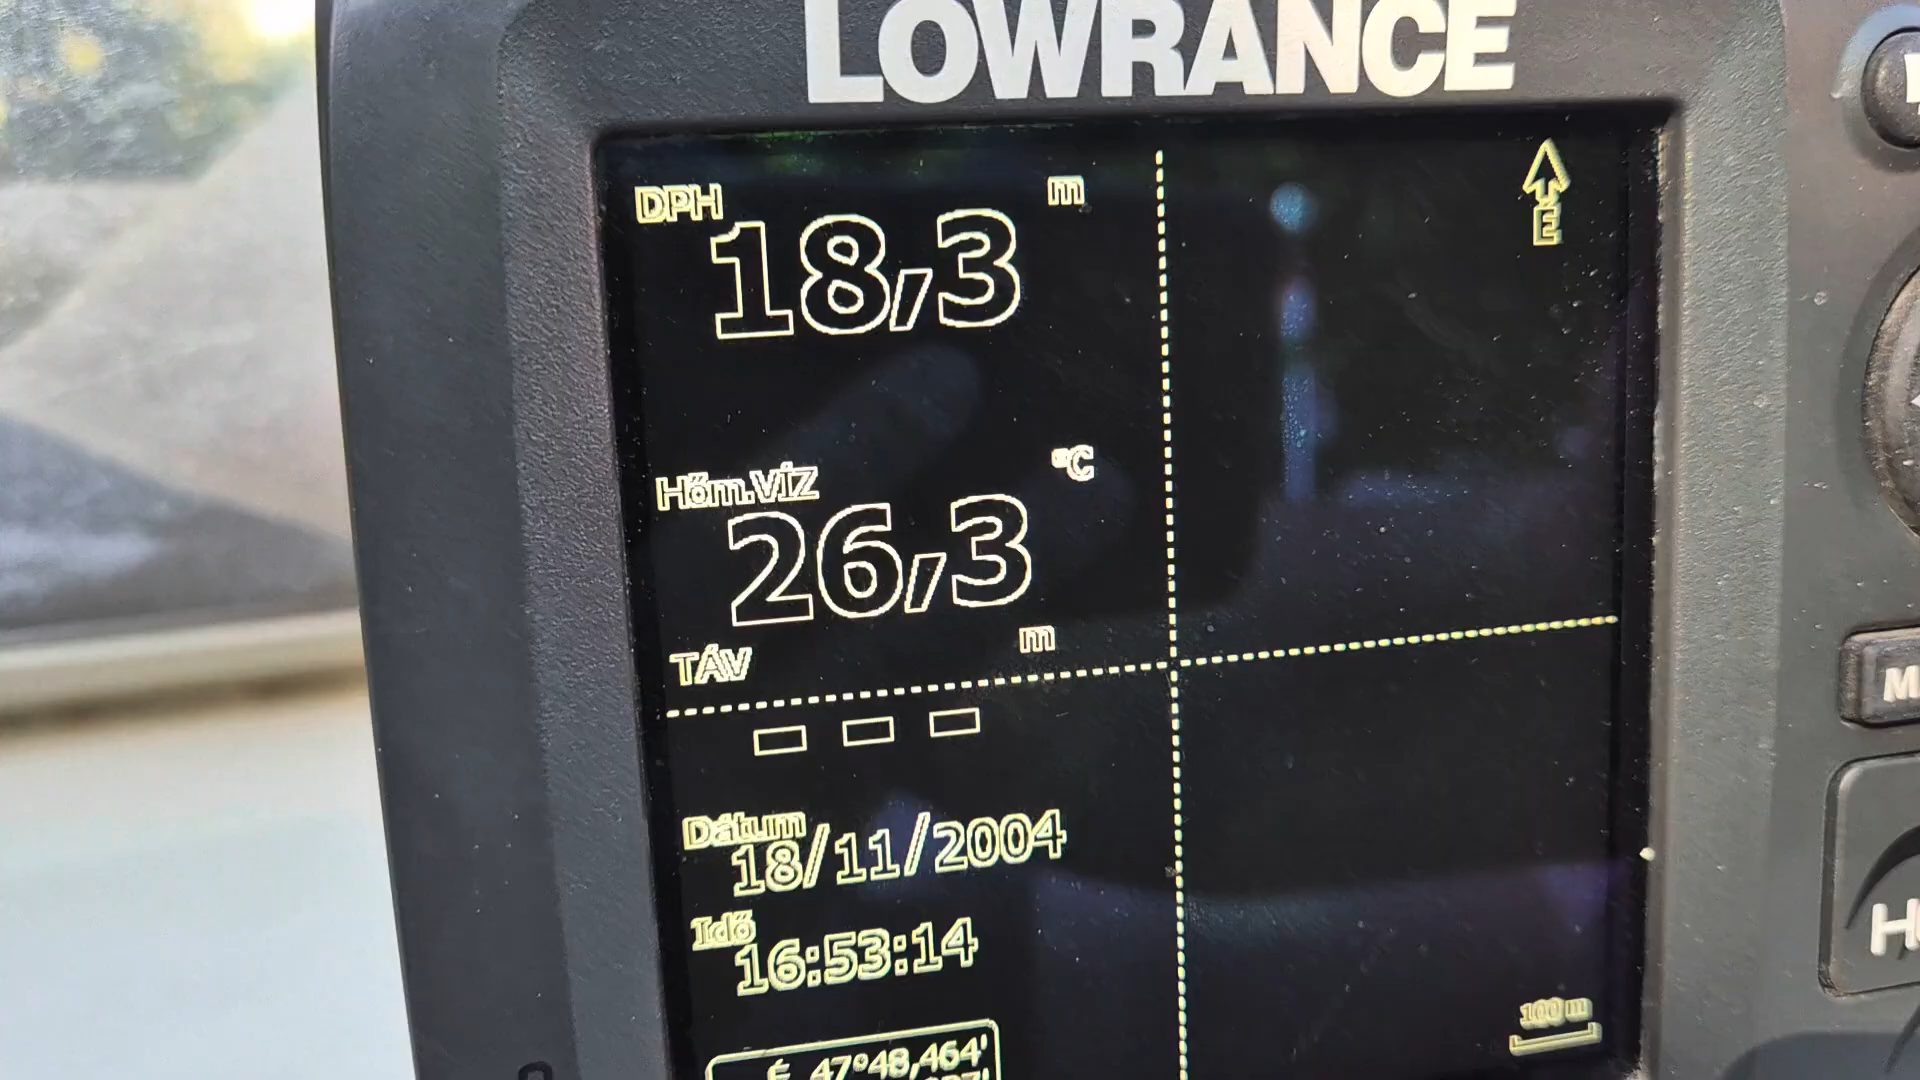 LOWRANCE
DPH
m
18,3
Hőm.víz
°C
26,3
TÁV
m
---
Dátum
18/11/2004
Idő
16:53:14
É 47°48,464'
É
100 m